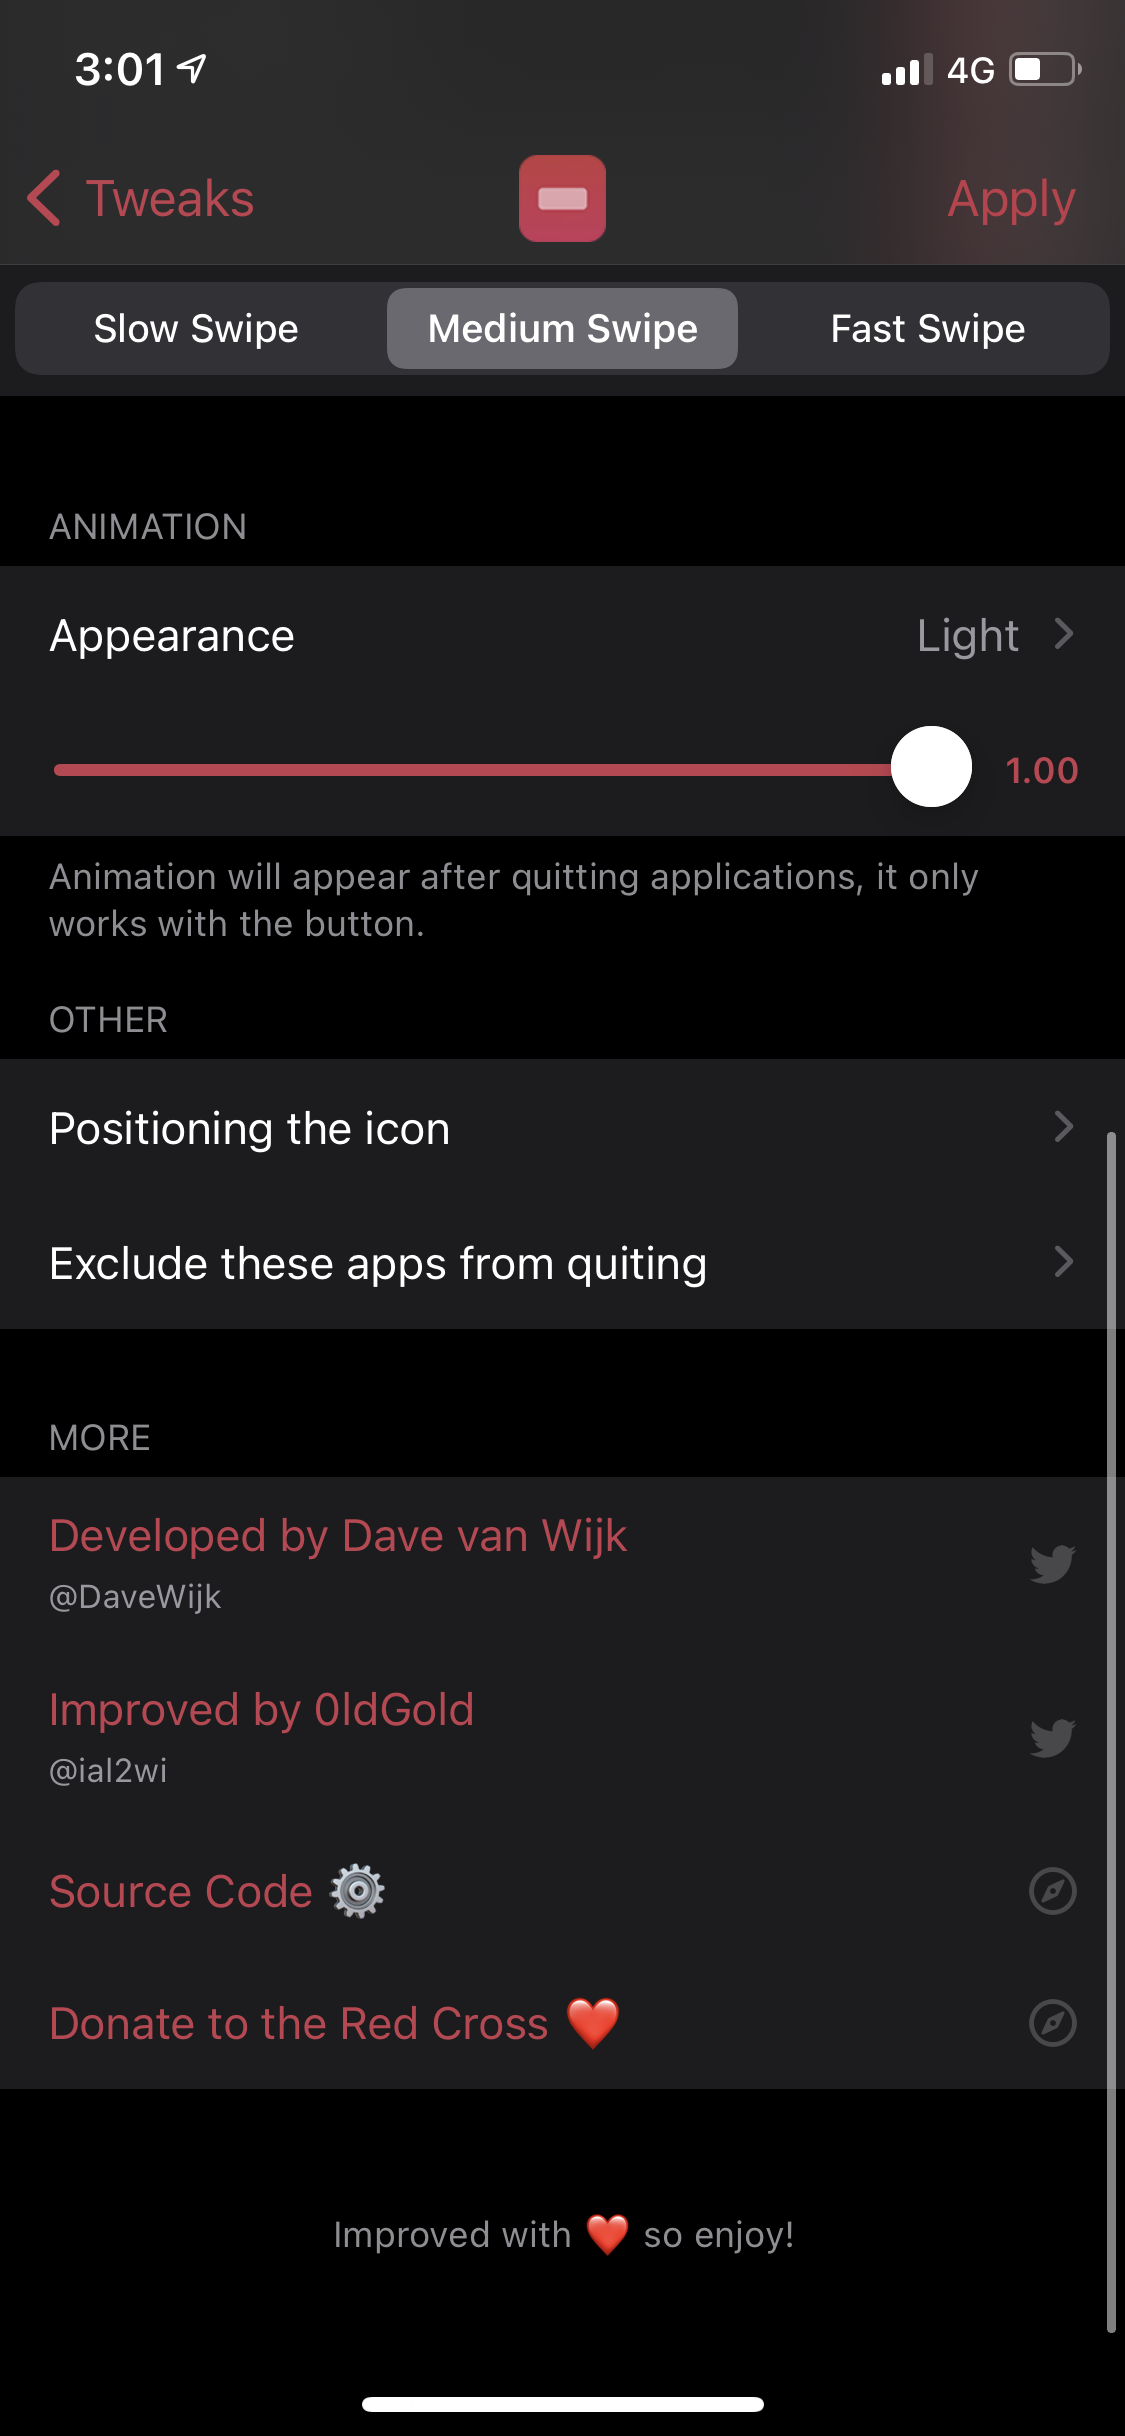 3:01
4G
Tweaks
Apply
Slow Swipe
Medium Swipe
Fast Swipe
ANIMATION
Appearance
Light
1.00
Animation will appear after quitting applications, it only
works with the button.
OTHER
Positioning the icon
Exclude these apps from quiting
MORE
Developed by Dave van Wijk
@DaveWijk
Improved by 0ldGold
@ial2wi
Source Code ⚙️
Donate to the Red Cross ❤️
Improved with ❤️ so enjoy!